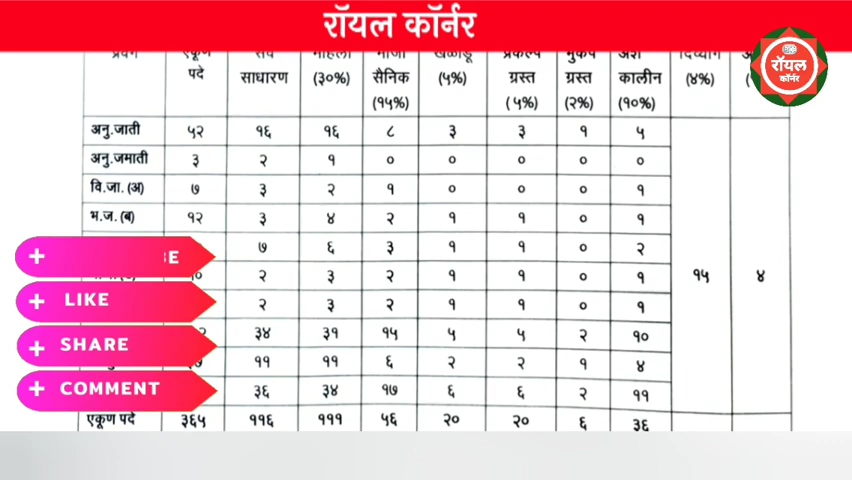 रॉयल कॉर्नर
रॉयल
कॉर्नर
पदे साधारण (३०%) सैनिक (५%) ग्रस्त ग्रस्त कालीन (४%)
(१५%) (५%) (२%) (१०%)
अनु.जाती ५२ १६ १६ ८ ३ ३ १ ५
अनु.जमाती ३ २ १ ० ० ० ० ०
वि.जा. (अ) ७ ३ २ १ ० ० ० १
भ.ज. (ब) १२ ३ ४ २ १ १ ० १
७ ६ ३ १ १ ० २
२ ३ २ १ १ ० १ १५ ४
२ ३ २ १ १ ० १
३४ ३१ १५ ५ ५ २ १०
११ ११ ६ २ २ १ ४
३६ ३४ १७ ६ ६ २ ११
एकूण पदे ३६५ ११६ १११ ५६ २० २० ६ ३६
+ BE
+ LIKE
+ SHARE
+ COMMENT